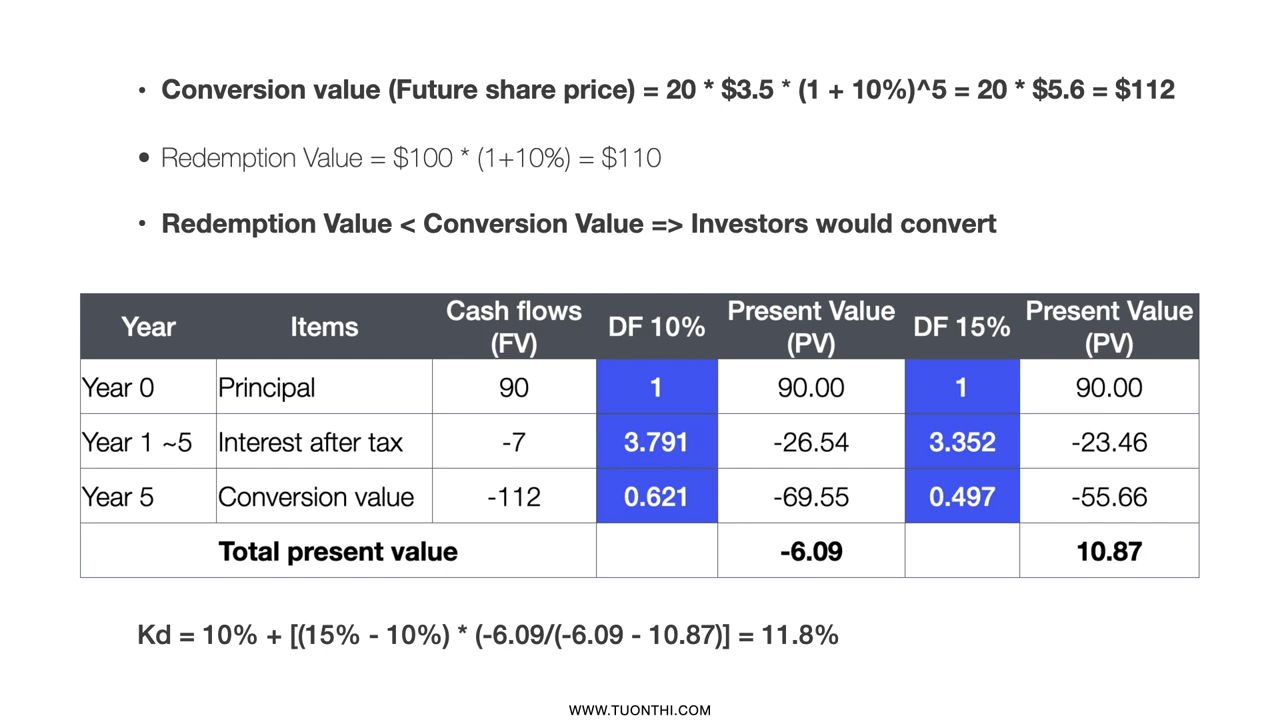 • Conversion value (Future share price) = 20 * $3.5 * (1 + 10%)^5 = 20 * $5.6 = $112
• Redemption Value = $100 * (1+10%) = $110
• Redemption Value < Conversion Value => Investors would convert
Year Items Cash flows (FV) DF 10% Present Value (PV) DF 15% Present Value (PV)
Year 0 Principal 90 1 90.00 1 90.00
Year 1 ~5 Interest after tax -7 3.791 -26.54 3.352 -23.46
Year 5 Conversion value -112 0.621 -69.55 0.497 -55.66
Total present value -6.09 10.87
Kd = 10% + [(15% - 10%) * (-6.09/(-6.09 - 10.87)] = 11.8%
WWW.TUONTHI.COM